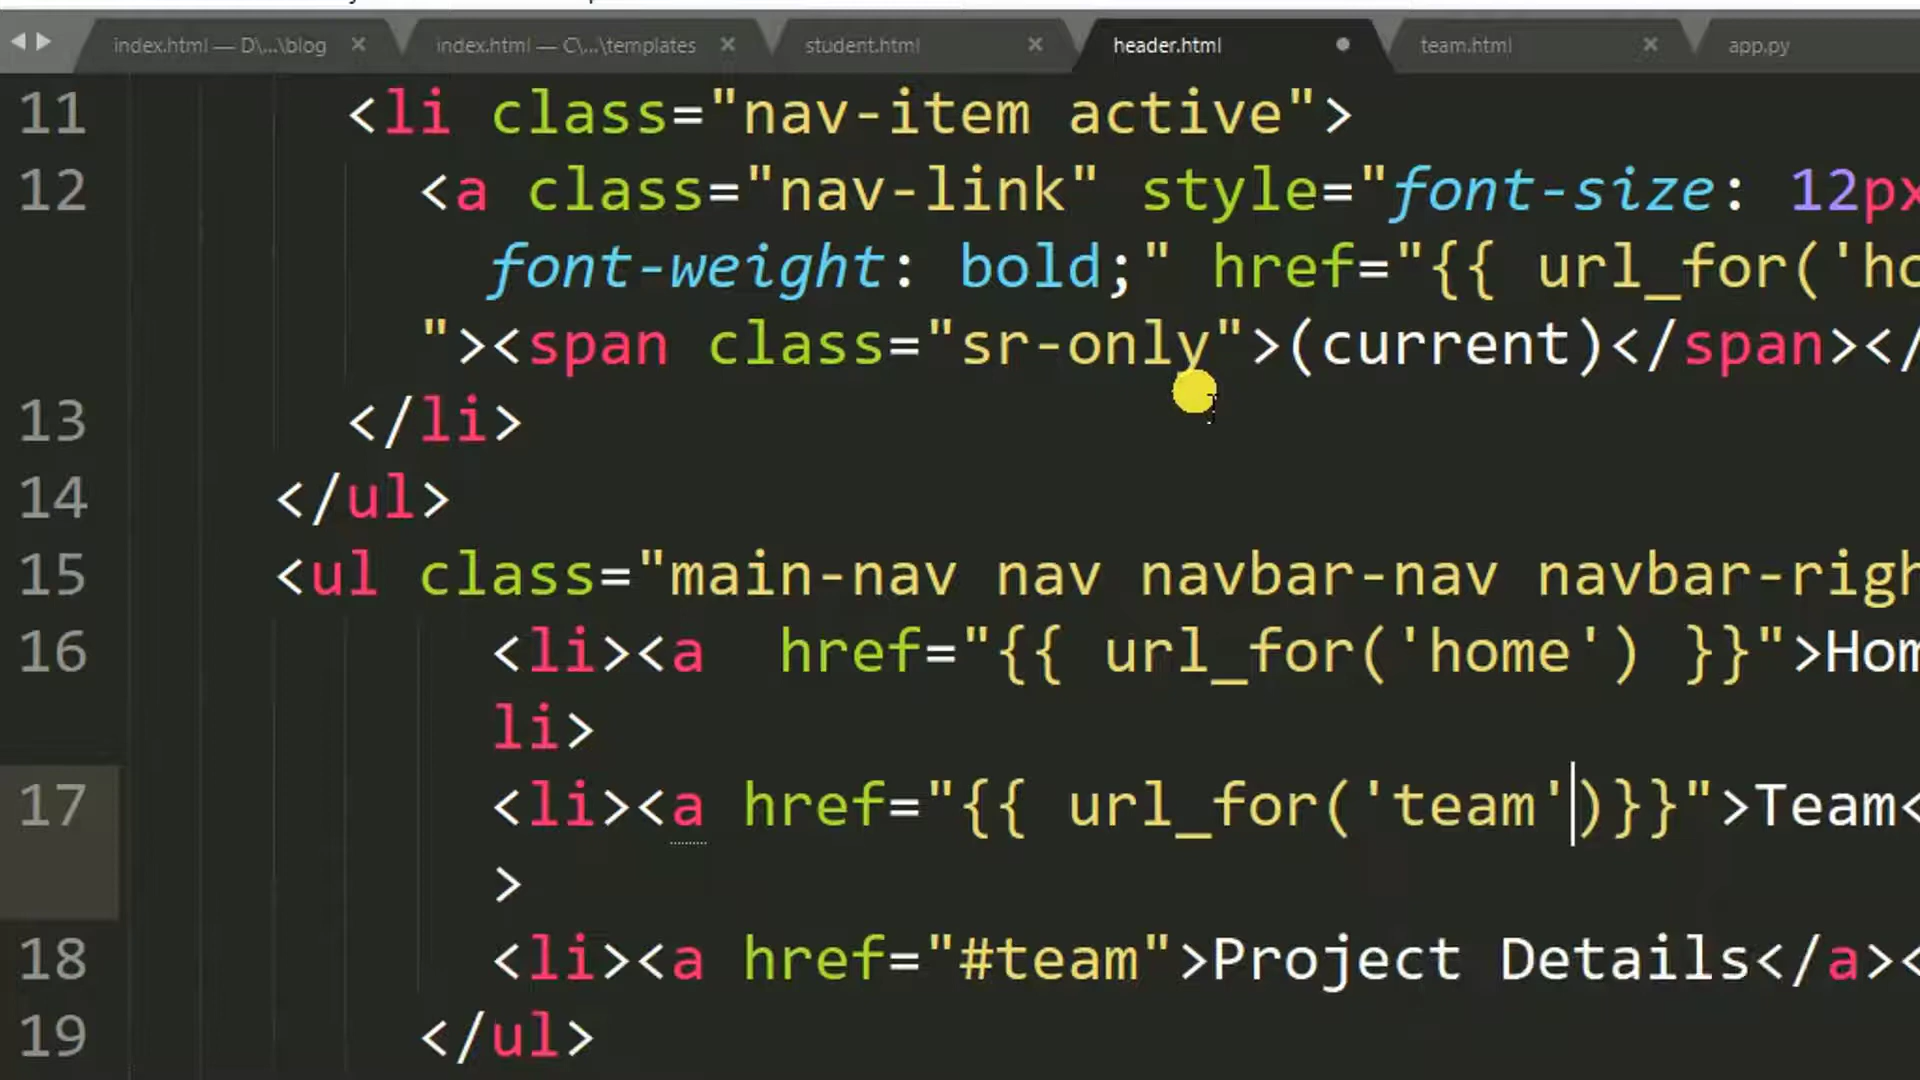 index.html — D\...\blog
index.html — C\...\templates
student.html
header.html
team.html
app.py
11 <li class="nav-item active">
12 <a class="nav-link" style="font-size: 12px
font-weight: bold;" href="{{ url_for('ho
"><span class="sr-only">(current)</span></
13 </li>
14 </ul>
15 <ul class="main-nav nav navbar-nav navbar-righ
16 <li><a  href="{{ url_for('home') }}">Hom
li>
17 <li><a href="{{ url_for('team')}}">Team<
>
18 <li><a href="#team">Project Details</a><
19 </ul>